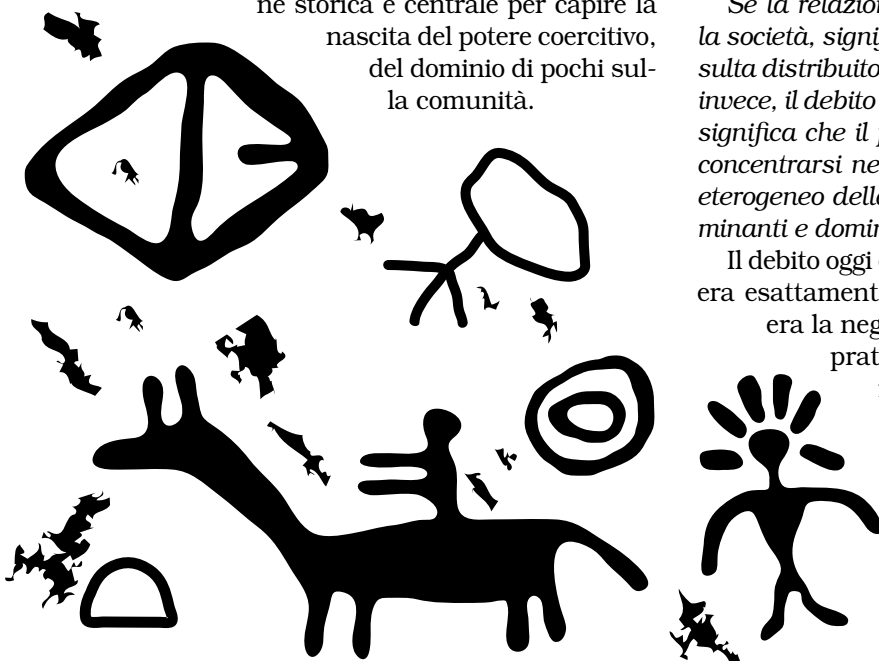 ne storica è centrale per capire la
nascita del potere coercitivo,
del dominio di pochi sul-
la comunità.
Se la relazion
la società, signi
sulta distribuito
invece, il debito
significa che il
concentrarsi ne
eterogeneo della
minanti e domin
Il debito oggi
era esattament
era la neg
prat